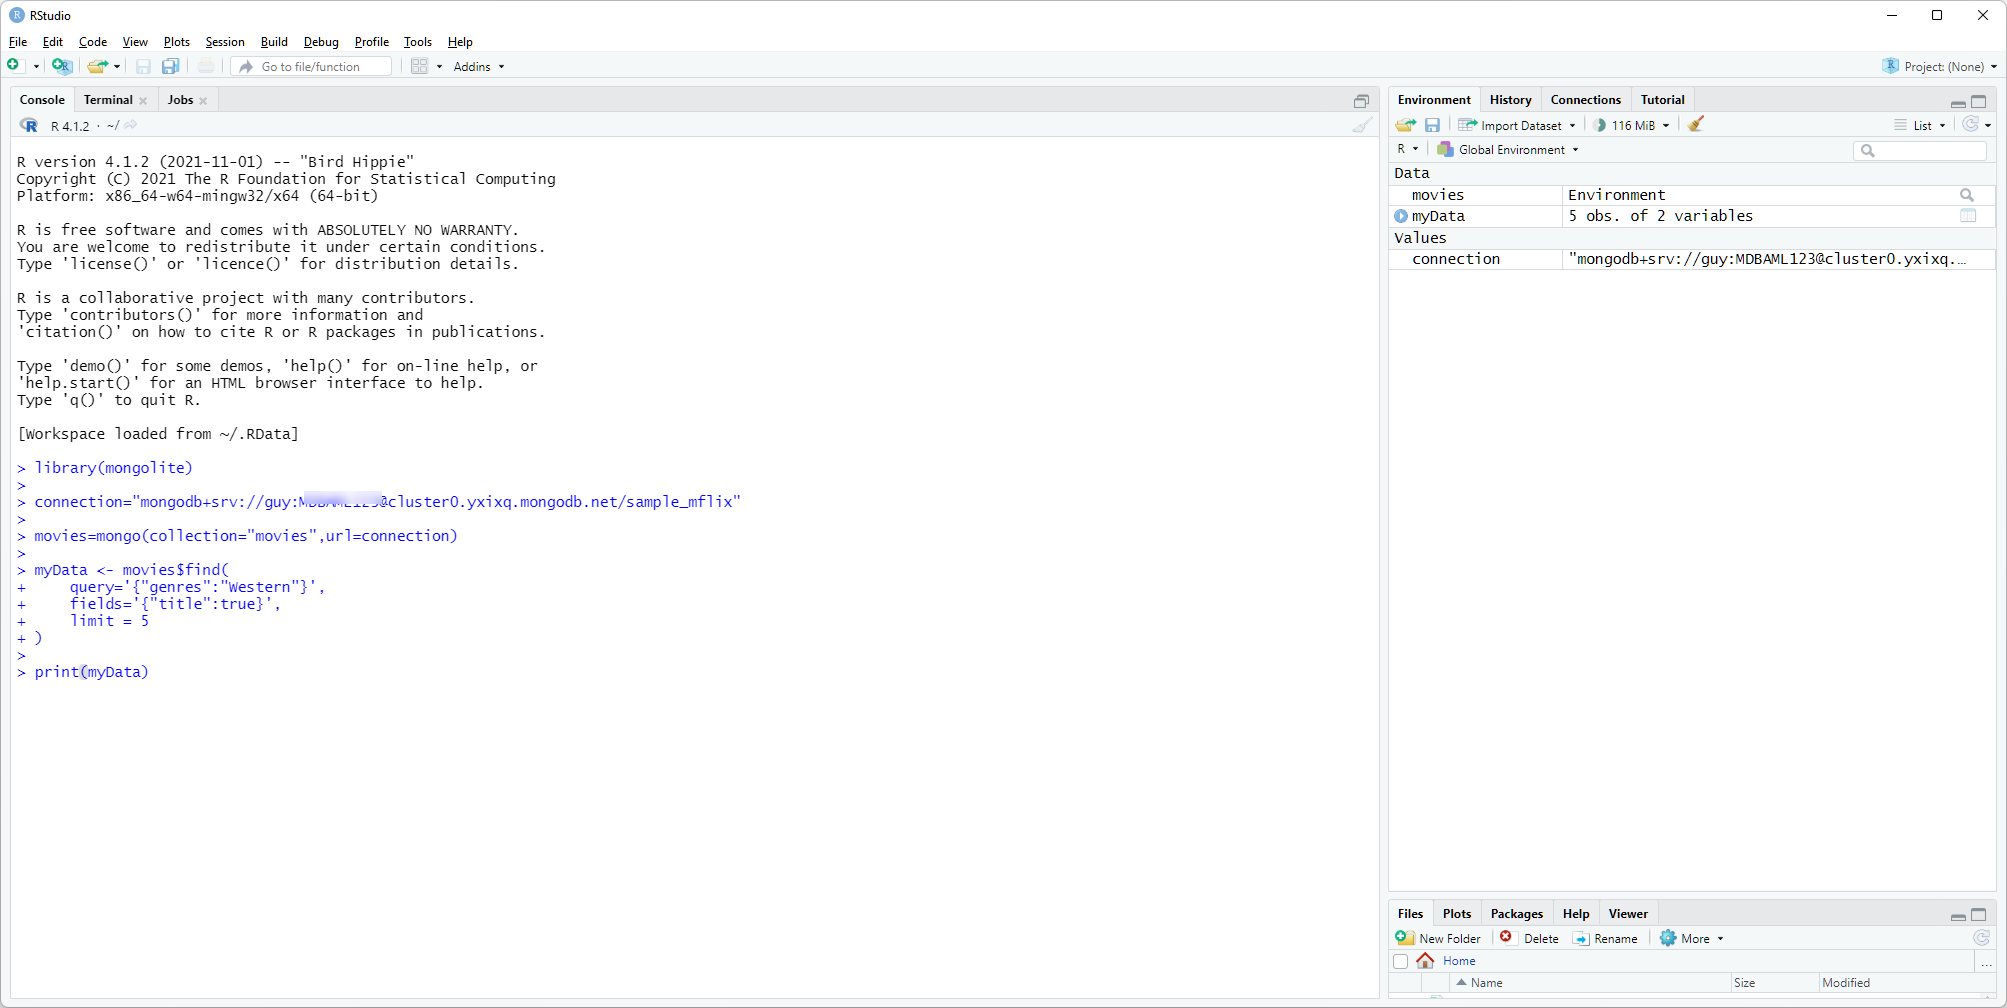 RStudio
File Edit Code View Plots Session Build Debug Profile Tools Help
Go to file/function Addins Project: (None)
Console Terminal Jobs
R 4.1.2 · ~/
R version 4.1.2 (2021-11-01) -- "Bird Hippie"
Copyright (C) 2021 The R Foundation for Statistical Computing
Platform: x86_64-w64-mingw32/x64 (64-bit)
R is free software and comes with ABSOLUTELY NO WARRANTY.
You are welcome to redistribute it under certain conditions.
Type 'license()' or 'licence()' for distribution details.
R is a collaborative project with many contributors.
Type 'contributors()' for more information and
'citation()' on how to cite R or R packages in publications.
Type 'demo()' for some demos, 'help()' for on-line help, or
'help.start()' for an HTML browser interface to help.
Type 'q()' to quit R.
[Workspace loaded from ~/.RData]
> library(mongolite)
>
> connection="mongodb+srv://guy:@cluster0.yxixq.mongodb.net/sample_mflix"
>
> movies=mongo(collection="movies",url=connection)
>
> myData <- movies$find(
+     query='{"genres":"Western"}',
+     fields='{"title":true}',
+     limit = 5
+ )
>
> print(myData)
Environment History Connections Tutorial
Import Dataset 116 MiB List
R Global Environment
Data
movies Environment
myData 5 obs. of 2 variables
Values
connection "mongodb+srv://guy:MDBAML123@cluster0.yxixq.…
Files Plots Packages Help Viewer
New Folder Delete Rename More
Home ...
Name Size Modified